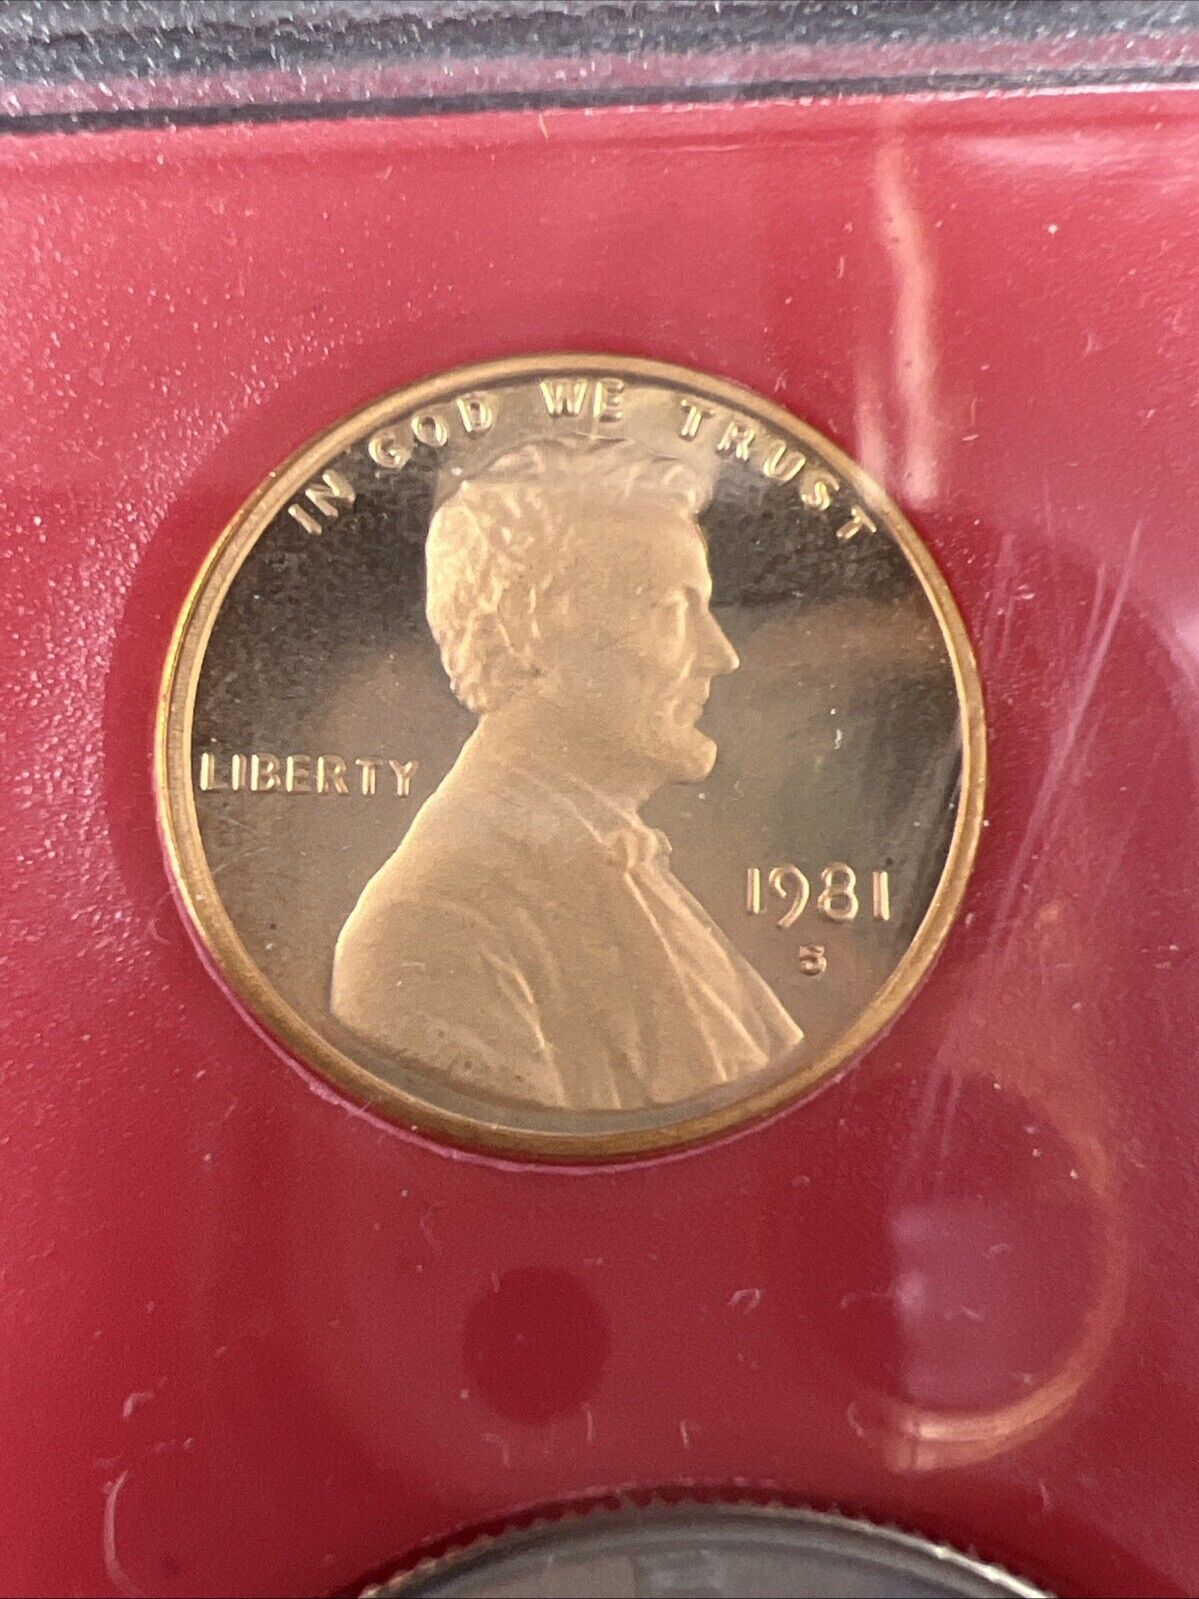 IN GOD WE TRUST
LIBERTY
1981
S